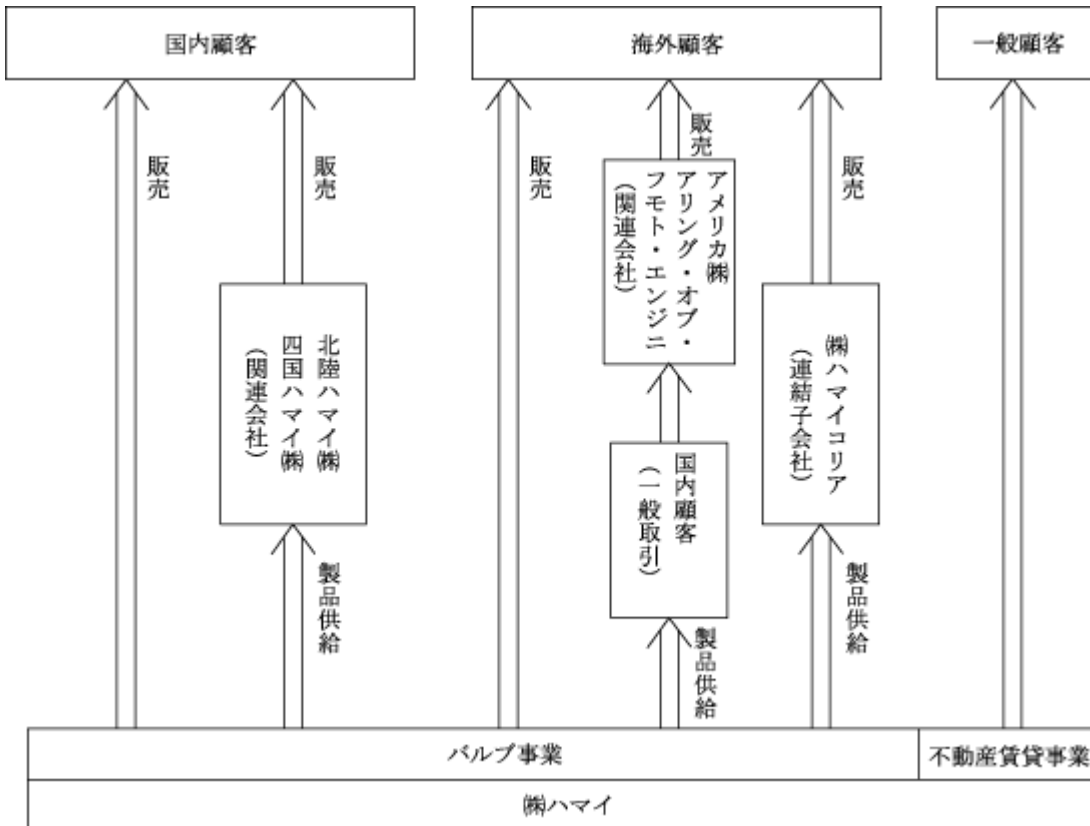 国内顧客
海外顧客
一般顧客
販売
販売
販売
販売
販売
北陸ハマイ㈱
四国ハマイ㈱
(関連会社)
アメリカ㈱
アリング・オブ・
フモト・エンジニ
(関連会社)
㈱ハマイコリア
(連結子会社)
国内顧客
(一般取引)
製品供給
製品供給
製品供給
バルブ事業
不動産賃貸事業
㈱ハマイ